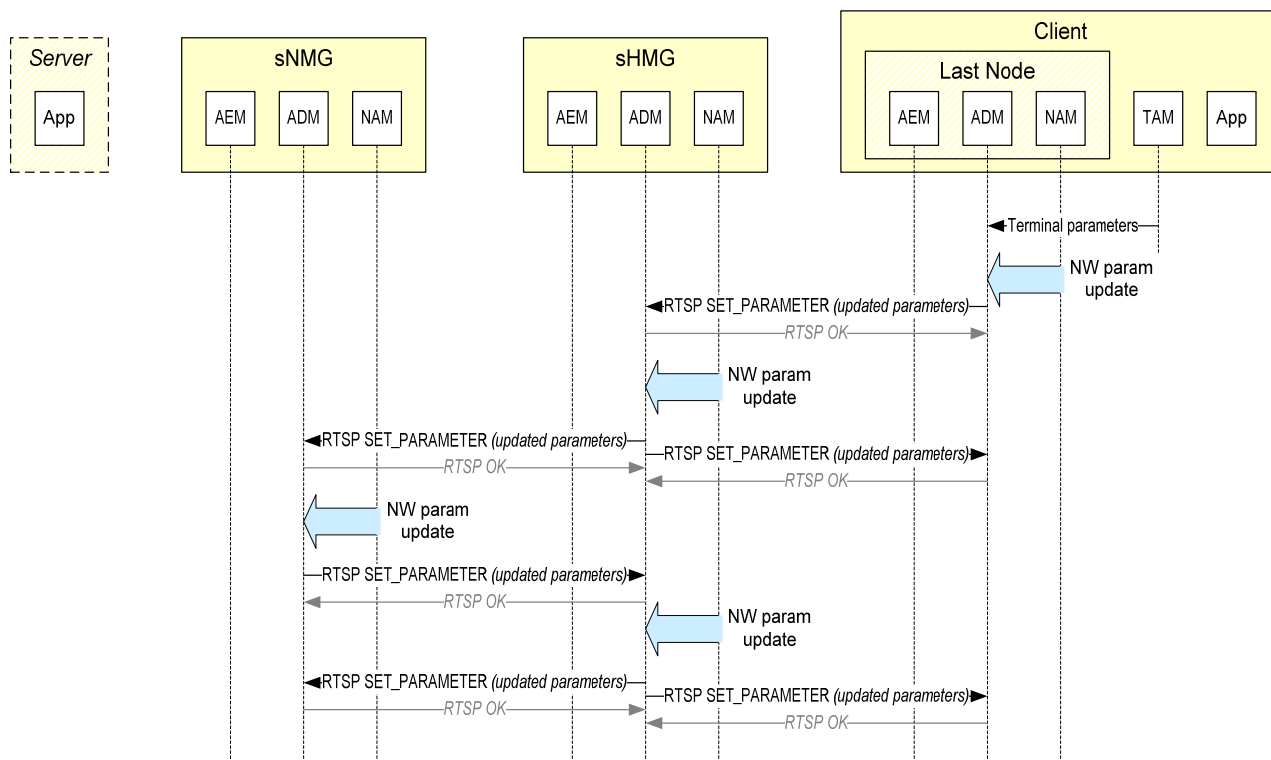 Client
Server
sNMG
sHMG
Last Node
App
AEM
ADM
NAM
AEM
ADM
NAM
AEM
ADM
NAM
TAM
App
Terminal parameters
NW param
update
RTSP SET_PARAMETER (updated parameters)
RTSP OK
NW param
update
RTSP SET_PARAMETER (updated parameters)
RTSP SET_PARAMETER (updated parameters)
RTSP OK
RTSP OK
NW param
update
RTSP SET_PARAMETER (updated parameters)
RTSP OK
NW param
update
RTSP SET_PARAMETER (updated parameters)
RTSP SET_PARAMETER (updated parameters)
RTSP OK
RTSP OK